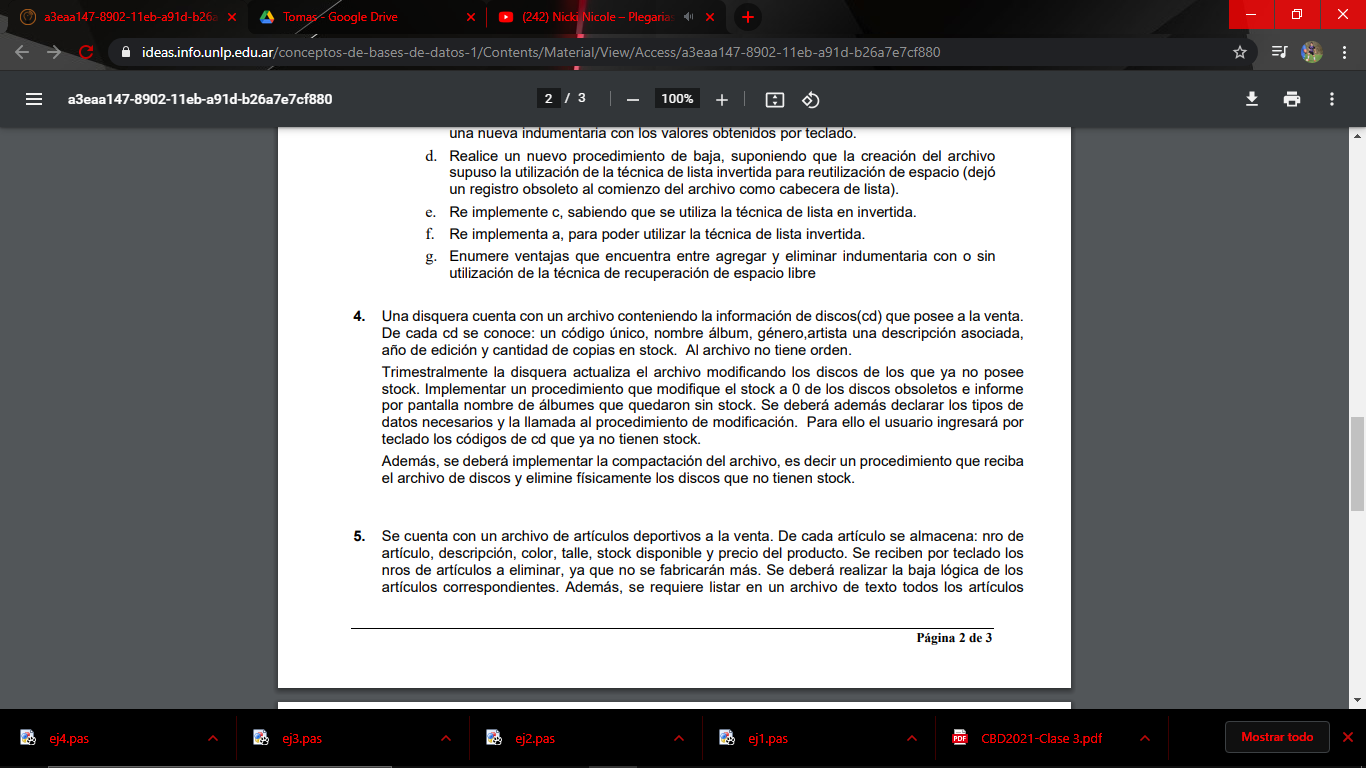 a3eaa147-8902-11eb-a91d-b26a
Tomas - Google Drive
(242) Nicki Nicole – Plegarias
ideas.info.unlp.edu.ar/conceptos-de-bases-de-datos-1/Contents/Material/View/Access/a3eaa147-8902-11eb-a91d-b26a7e7cf880
a3eaa147-8902-11eb-a91d-b26a7e7cf880
2 / 3
100%
una nueva indumentaria con los valores obtenidos por teclado.
d. Realice un nuevo procedimiento de baja, suponiendo que la creación del archivo
supuso la utilización de la técnica de lista invertida para reutilización de espacio (dejó
un registro obsoleto al comienzo del archivo como cabecera de lista).
e. Re implemente c, sabiendo que se utiliza la técnica de lista en invertida.
f. Re implementa a, para poder utilizar la técnica de lista invertida.
g. Enumere ventajas que encuentra entre agregar y eliminar indumentaria con o sin
utilización de la técnica de recuperación de espacio libre
4. Una disquera cuenta con un archivo conteniendo la información de discos(cd) que posee a la venta.
De cada cd se conoce: un código único, nombre álbum, género,artista una descripción asociada,
año de edición y cantidad de copias en stock. Al archivo no tiene orden.
Trimestralmente la disquera actualiza el archivo modificando los discos de los que ya no posee
stock. Implementar un procedimiento que modifique el stock a 0 de los discos obsoletos e informe
por pantalla nombre de álbumes que quedaron sin stock. Se deberá además declarar los tipos de
datos necesarios y la llamada al procedimiento de modificación. Para ello el usuario ingresará por
teclado los códigos de cd que ya no tienen stock.
Además, se deberá implementar la compactación del archivo, es decir un procedimiento que reciba
el archivo de discos y elimine físicamente los discos que no tienen stock.
5. Se cuenta con un archivo de artículos deportivos a la venta. De cada artículo se almacena: nro de
artículo, descripción, color, talle, stock disponible y precio del producto. Se reciben por teclado los
nros de artículos a eliminar, ya que no se fabricarán más. Se deberá realizar la baja lógica de los
artículos correspondientes. Además, se requiere listar en un archivo de texto todos los artículos
Página 2 de 3
ej4.pas
ej3.pas
ej2.pas
ej1.pas
CBD2021-Clase 3.pdf
Mostrar todo